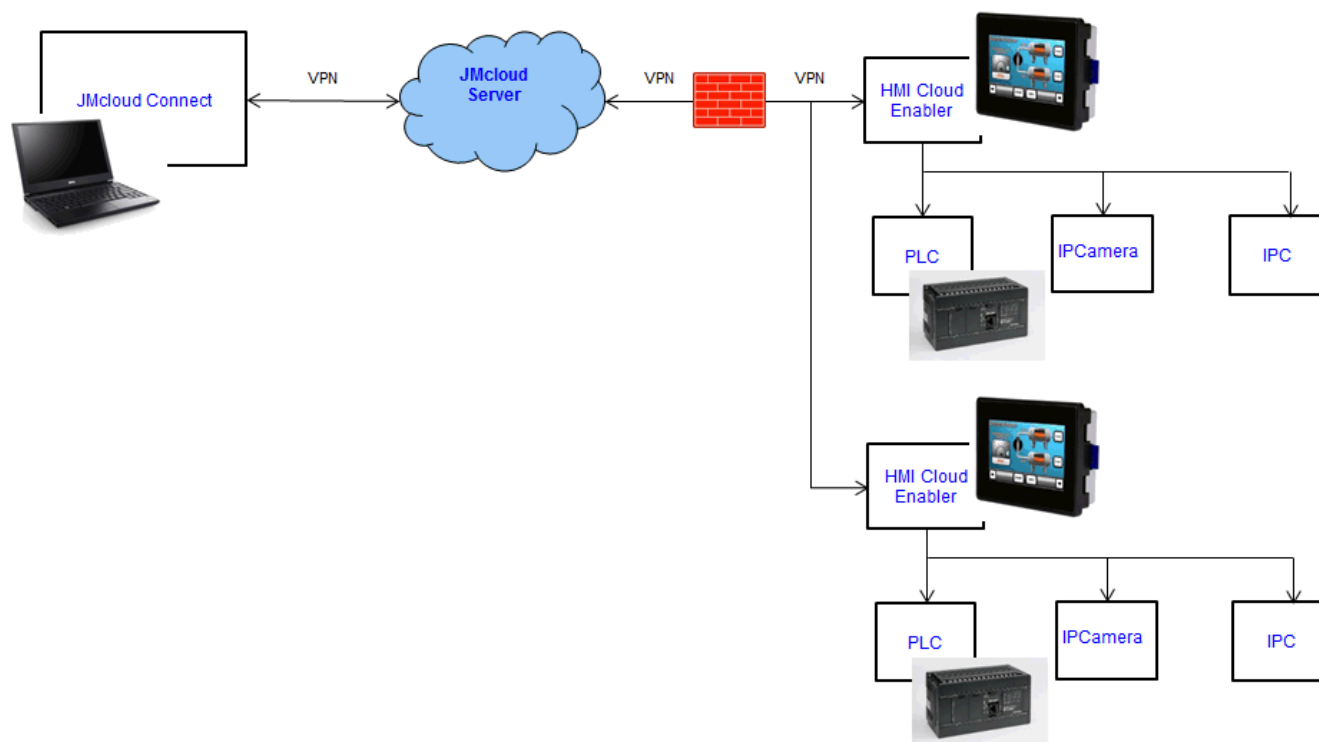 JMcloud Connect
VPN
JMcloud
Server
VPN
VPN
HMI Cloud
Enabler
PLC
IPCamera
IPC
HMI Cloud
Enabler
PLC
IPCamera
IPC